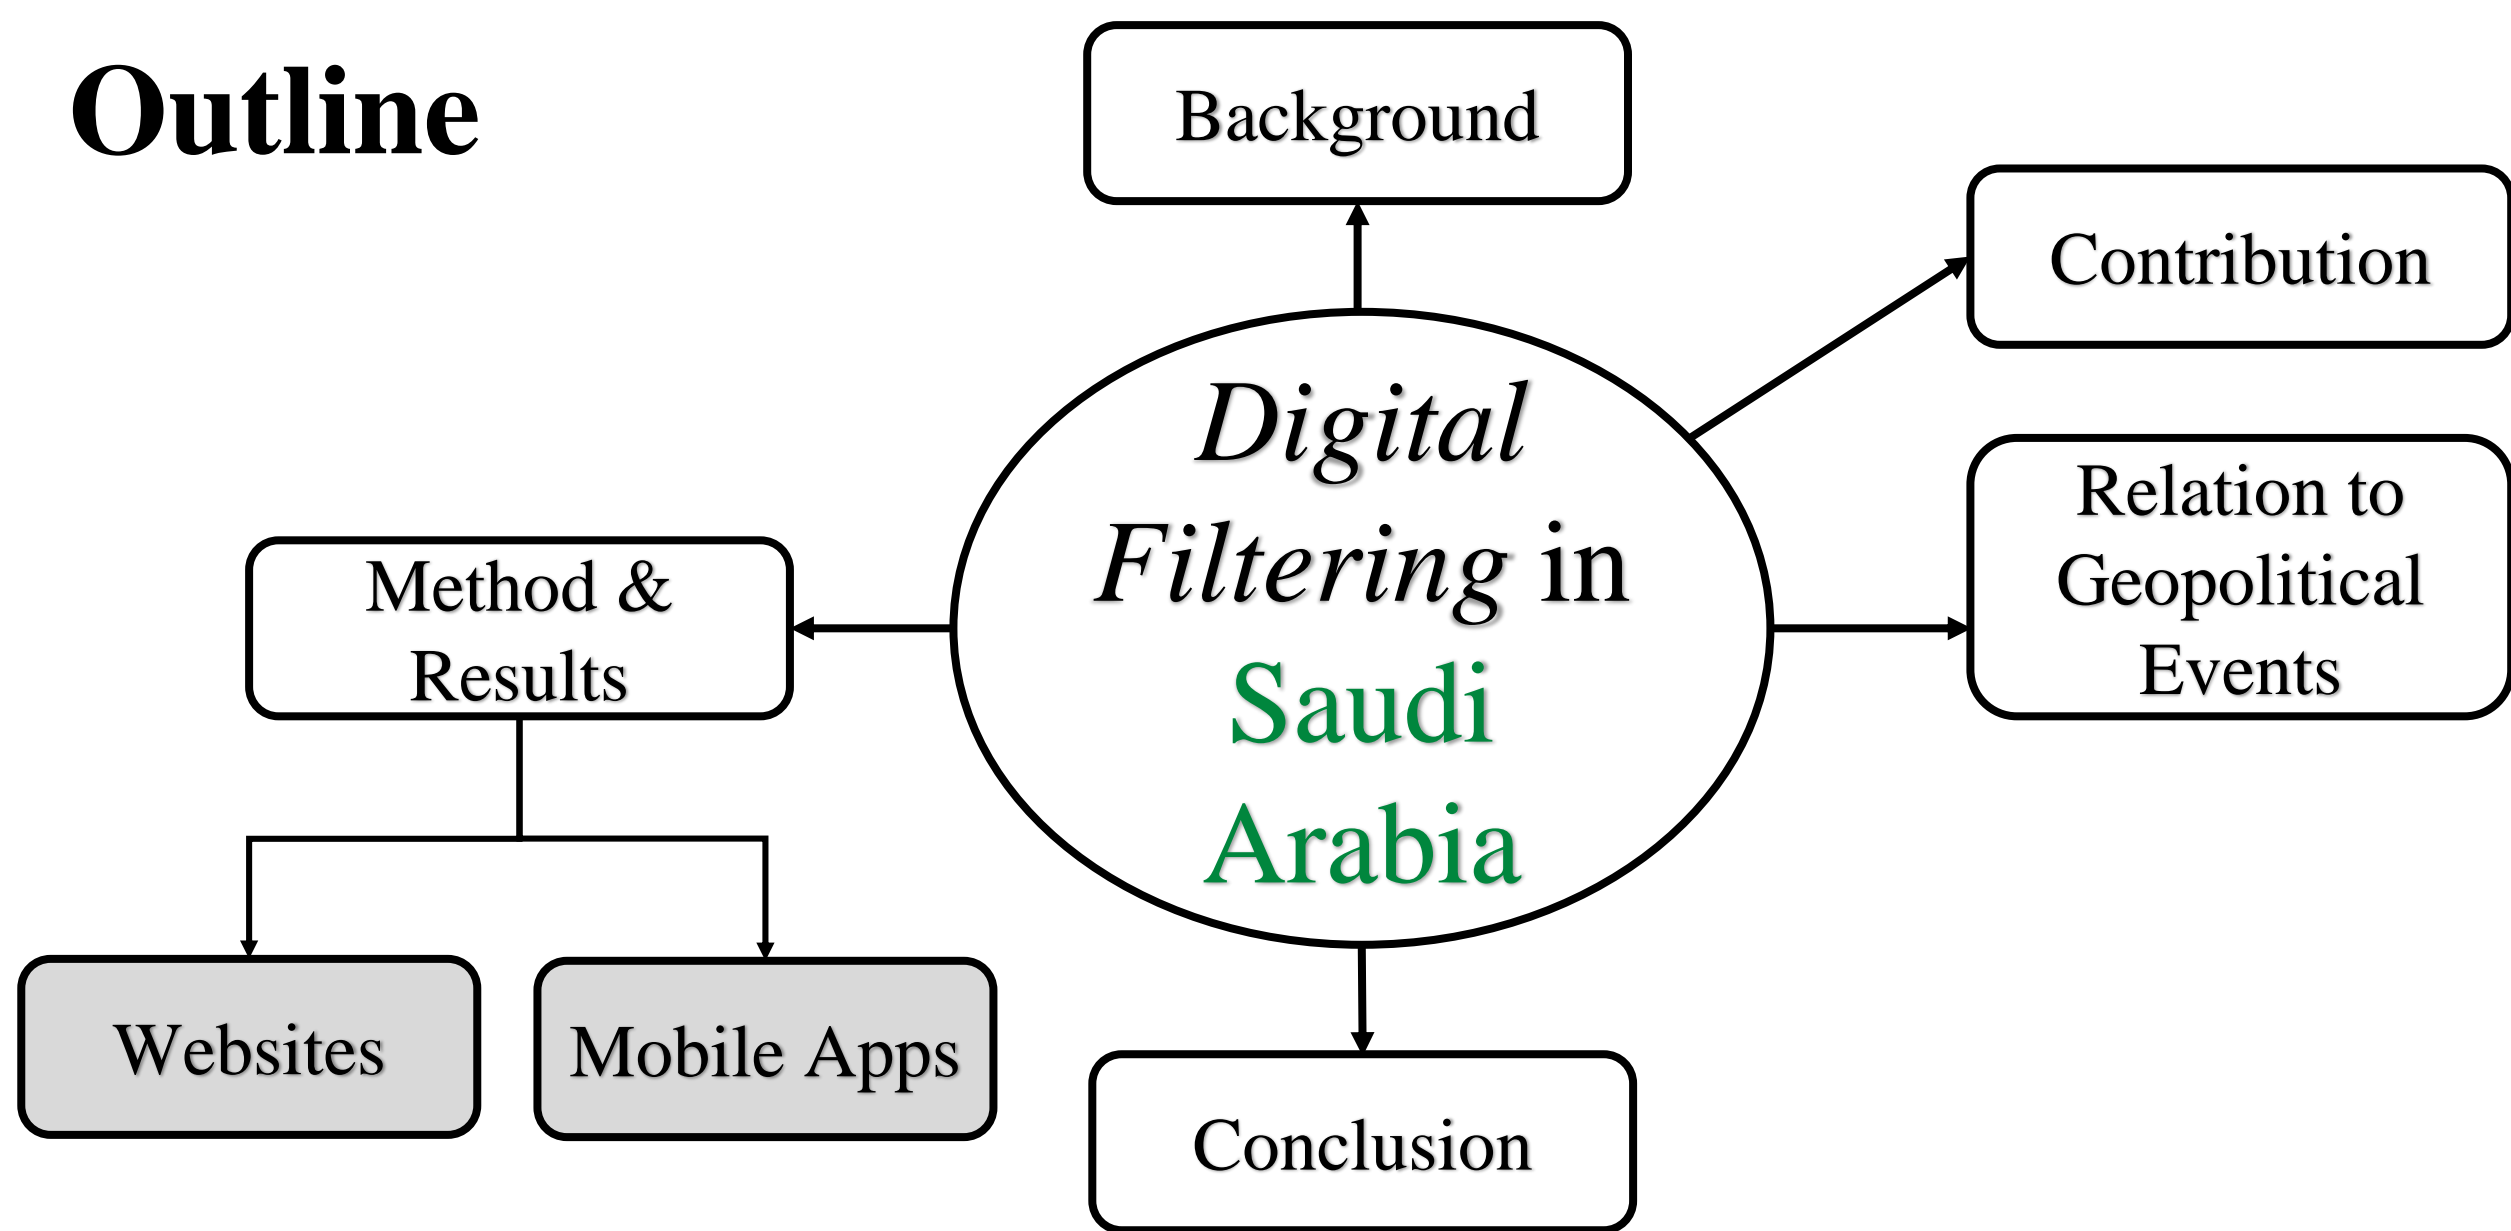 Outline
Background
Contribution
Digital
Filtering in
Saudi
Arabia
Relation to
Geopolitical
Events
Method &
Results
Websites
Mobile Apps
Conclusion